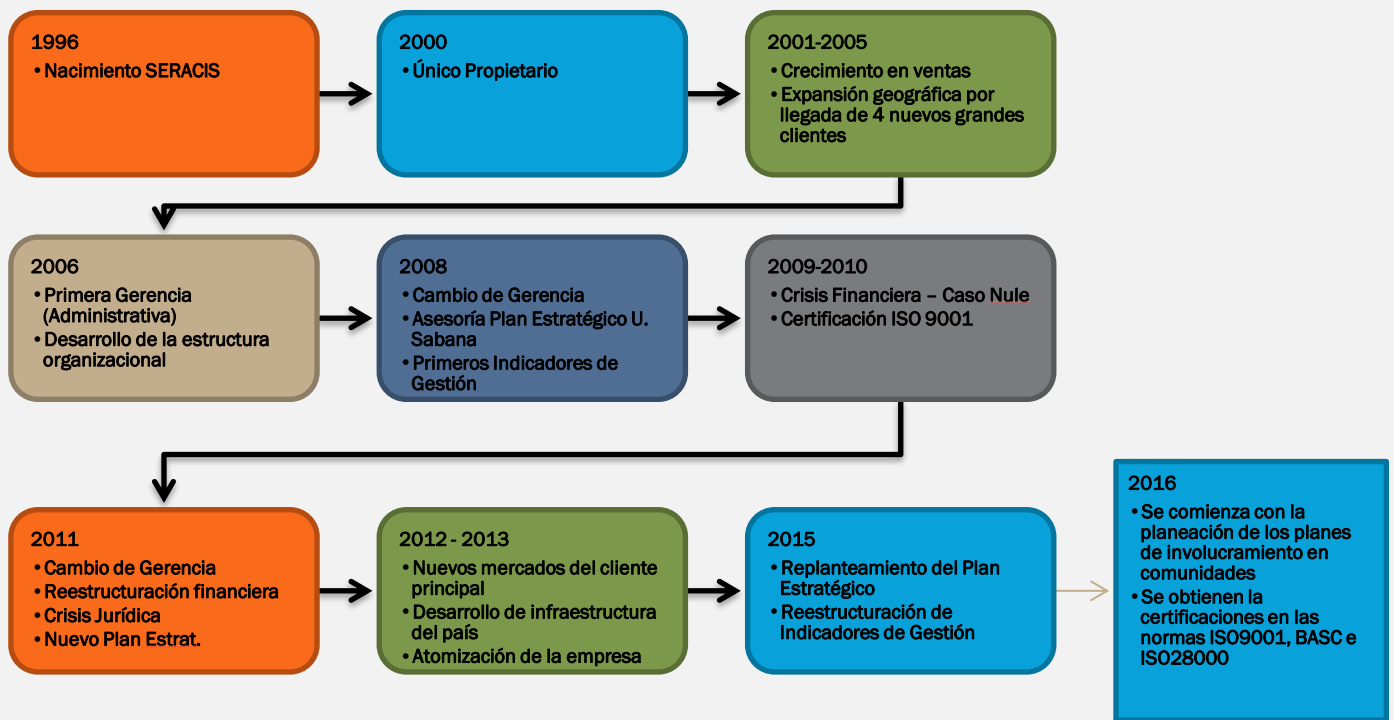 1996
•Nacimiento SERACIS
2000
•Único Propietario
2001-2005
•Crecimiento en ventas
•Expansión geográfica por
llegada de 4 nuevos grandes
clientes
2006
•Primera Gerencia
(Administrativa)
•Desarrollo de la estructura
organizacional
2008
•Cambio de Gerencia
•Asesoría Plan Estratégico U.
Sabana
•Primeros Indicadores de
Gestión
2009-2010
•Crisis Financiera – Caso Nule
•Certificación ISO 9001
2011
•Cambio de Gerencia
•Reestructuración financiera
•Crisis Jurídica
•Nuevo Plan Estrat.
2012 - 2013
•Nuevos mercados del cliente
principal
•Desarrollo de infraestructura
del país
•Atomización de la empresa
2015
•Replanteamiento del Plan
Estratégico
•Reestructuración de
Indicadores de Gestión
2016
•Se comienza con la
planeación de los planes
de involucramiento en
comunidades
•Se obtienen la
certificaciones en las
normas ISO9001, BASC e
ISO28000